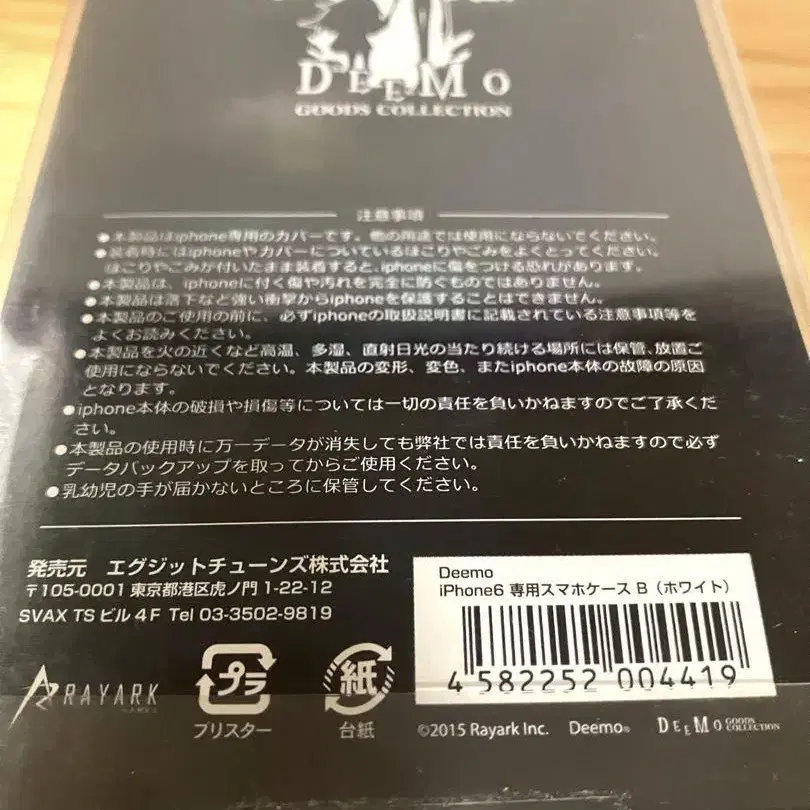 DEEMO
GOODS COLLECTION
注意事項
●本製品はiphone専用のカバーです。他の用途では使用にならないでください。
●装着時にはiphoneやカバーについているほこりやごみをよくとってください。
ほこりやごみが付いたまま装着すると、iphoneに傷をつける恐れがあります。
●本製品は、iphoneに付く傷や汚れを完全に防ぐものではありません。
●本製品は落下など強い衝撃からiphoneを保護することはできません。
●本製品のご使用の前に、必ずiphoneの取扱説明書に記載されている注意事項等を
よくお読みください。
●本製品を火の近くなど高温、多湿、直射日光の当たり続ける場所には保管、放置ご
使用にならないでください。本製品の変形、変色、またiphone本体の故障の原因
となります。
●iphone本体の破損や損傷等については一切の責任を負いかねますのでご了承くだ
さい。
●本製品の使用時に万一データが消失しても弊社では責任を負いかねますので必ず
データバックアップを取ってからご使用ください。
●乳幼児の手が届かないところに保管してください。
発売元 エグジットチューンズ株式会社
〒105-0001 東京都港区虎ノ門 1-22-12
SVAX TS ビル 4F Tel 03-3502-9819
Deemo
iPhone6 専用スマホケース B（ホワイト）
4 582252 004419
RAYARK
プラ
ブリスター
紙
台紙
©2015 Rayark Inc. Deemo® DEEMO GOODS COLLECTION